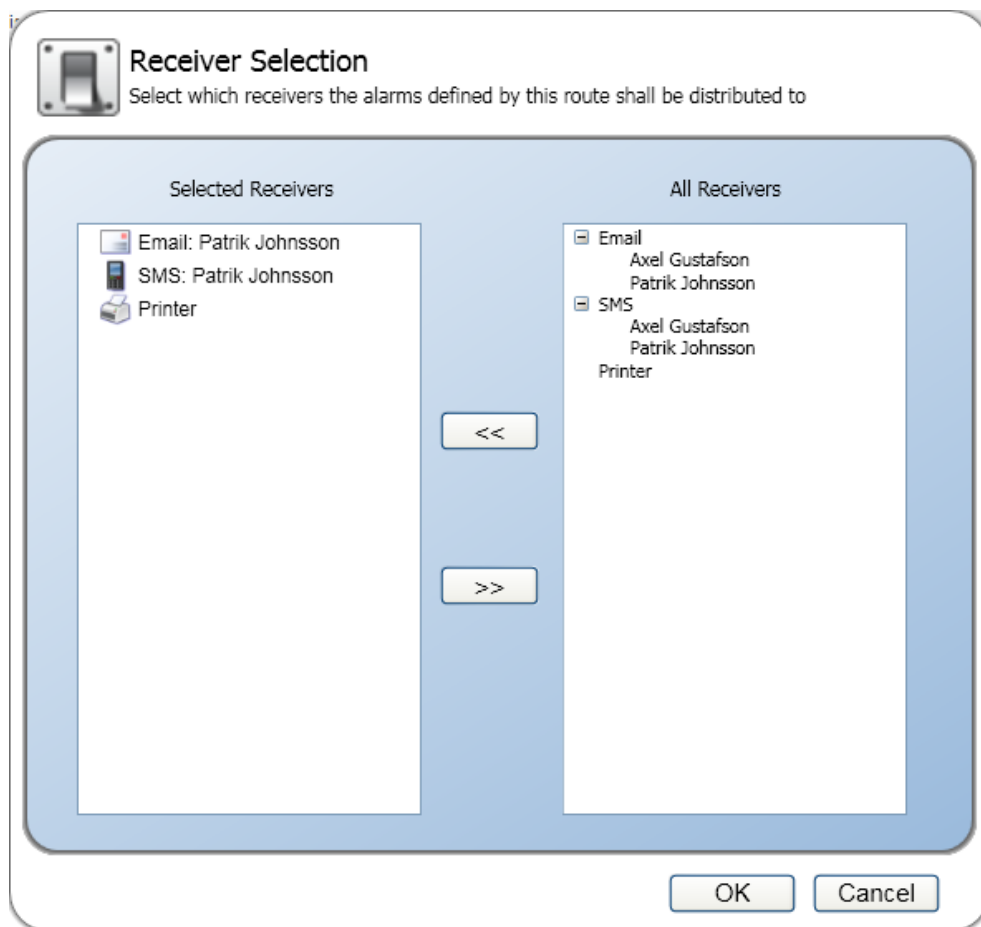 Receiver Selection
Select which receivers the alarms defined by this route shall be distributed to
Selected Receivers
Email: Patrik Johnsson
SMS: Patrik Johnsson
Printer
<<
>>
All Receivers
Email
Axel Gustafson
Patrik Johnsson
SMS
Axel Gustafson
Patrik Johnsson
Printer
OK
Cancel